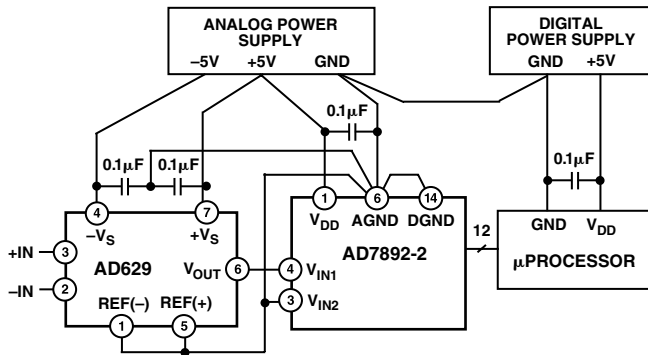 ANALOG POWER
SUPPLY
–5V +5V GND
DIGITAL
POWER SUPPLY
GND +5V
0.1µF
0.1µF 0.1µF
0.1µF
4 7
–VS +VS
1 6 14
VDD AGND DGND
GND VDD
+IN 3
–IN 2
AD629
VOUT 6
REF(–) REF(+)
1 5
AD7892-2
4 VIN1
3 VIN2
12
µPROCESSOR